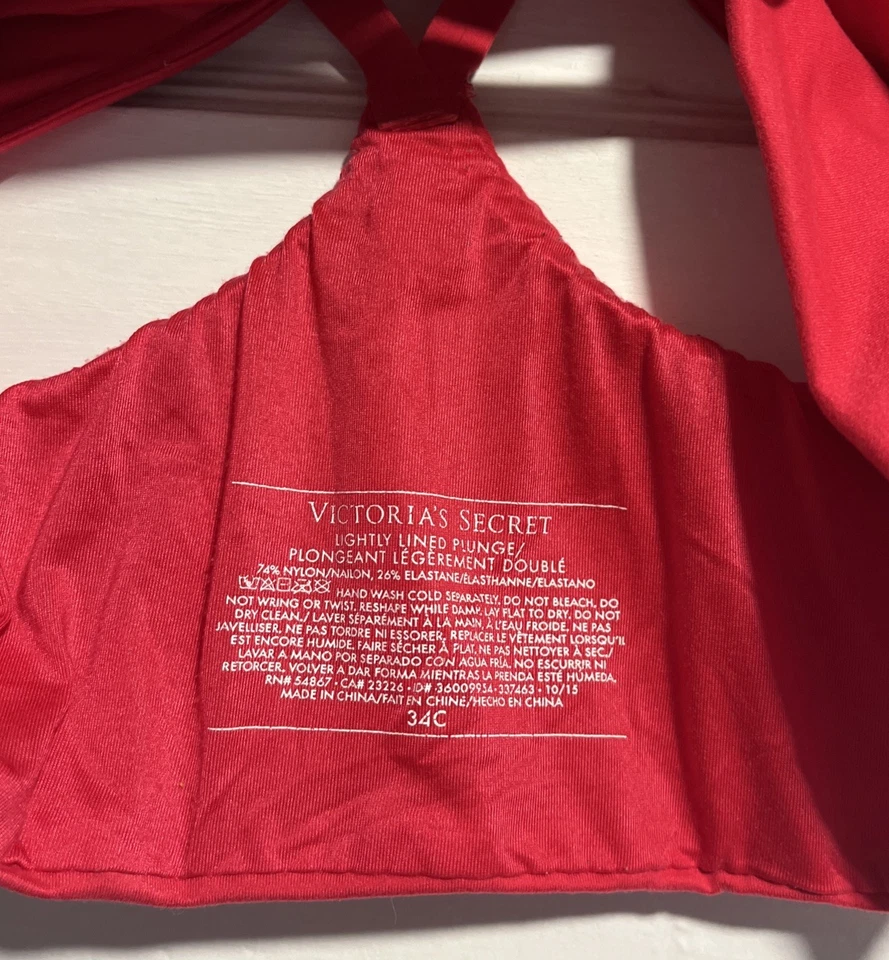 VICTORIA'S SECRET
LIGHTLY LINED PLUNGE/
PLONGEANT LÉGÈREMENT DOUBLÉ
74% NYLON/NAILON, 26% ELASTANE/ÉLASTHANNE/ELASTANO
HAND WASH COLD SEPARATELY. DO NOT BLEACH. DO
NOT WRING OR TWIST. RESHAPE WHILE DAMP. LAY FLAT TO DRY. DO NOT
DRY CLEAN./ LAVER SÉPARÉMENT À LA MAIN, À L'EAU FROIDE. NE PAS
JAVELLISER. NE PAS TORDRE NI ESSORER. REPLACER LE VÊTEMENT LORSQU'IL
EST ENCORE HUMIDE. FAIRE SÉCHER À PLAT. NE PAS NETTOYER À SEC./
LAVAR A MANO POR SEPARADO CON AGUA FRÍA. NO ESCURRIR NI
RETORCER. VOLVER A DAR FORMA MIENTRAS LA PRENDA ESTÉ HÚMEDA.
RN# 54867 - CA# 23226 - ID# 36009954-337463 - 10/15
MADE IN CHINA/FAIT EN CHINE/HECHO EN CHINA
34C